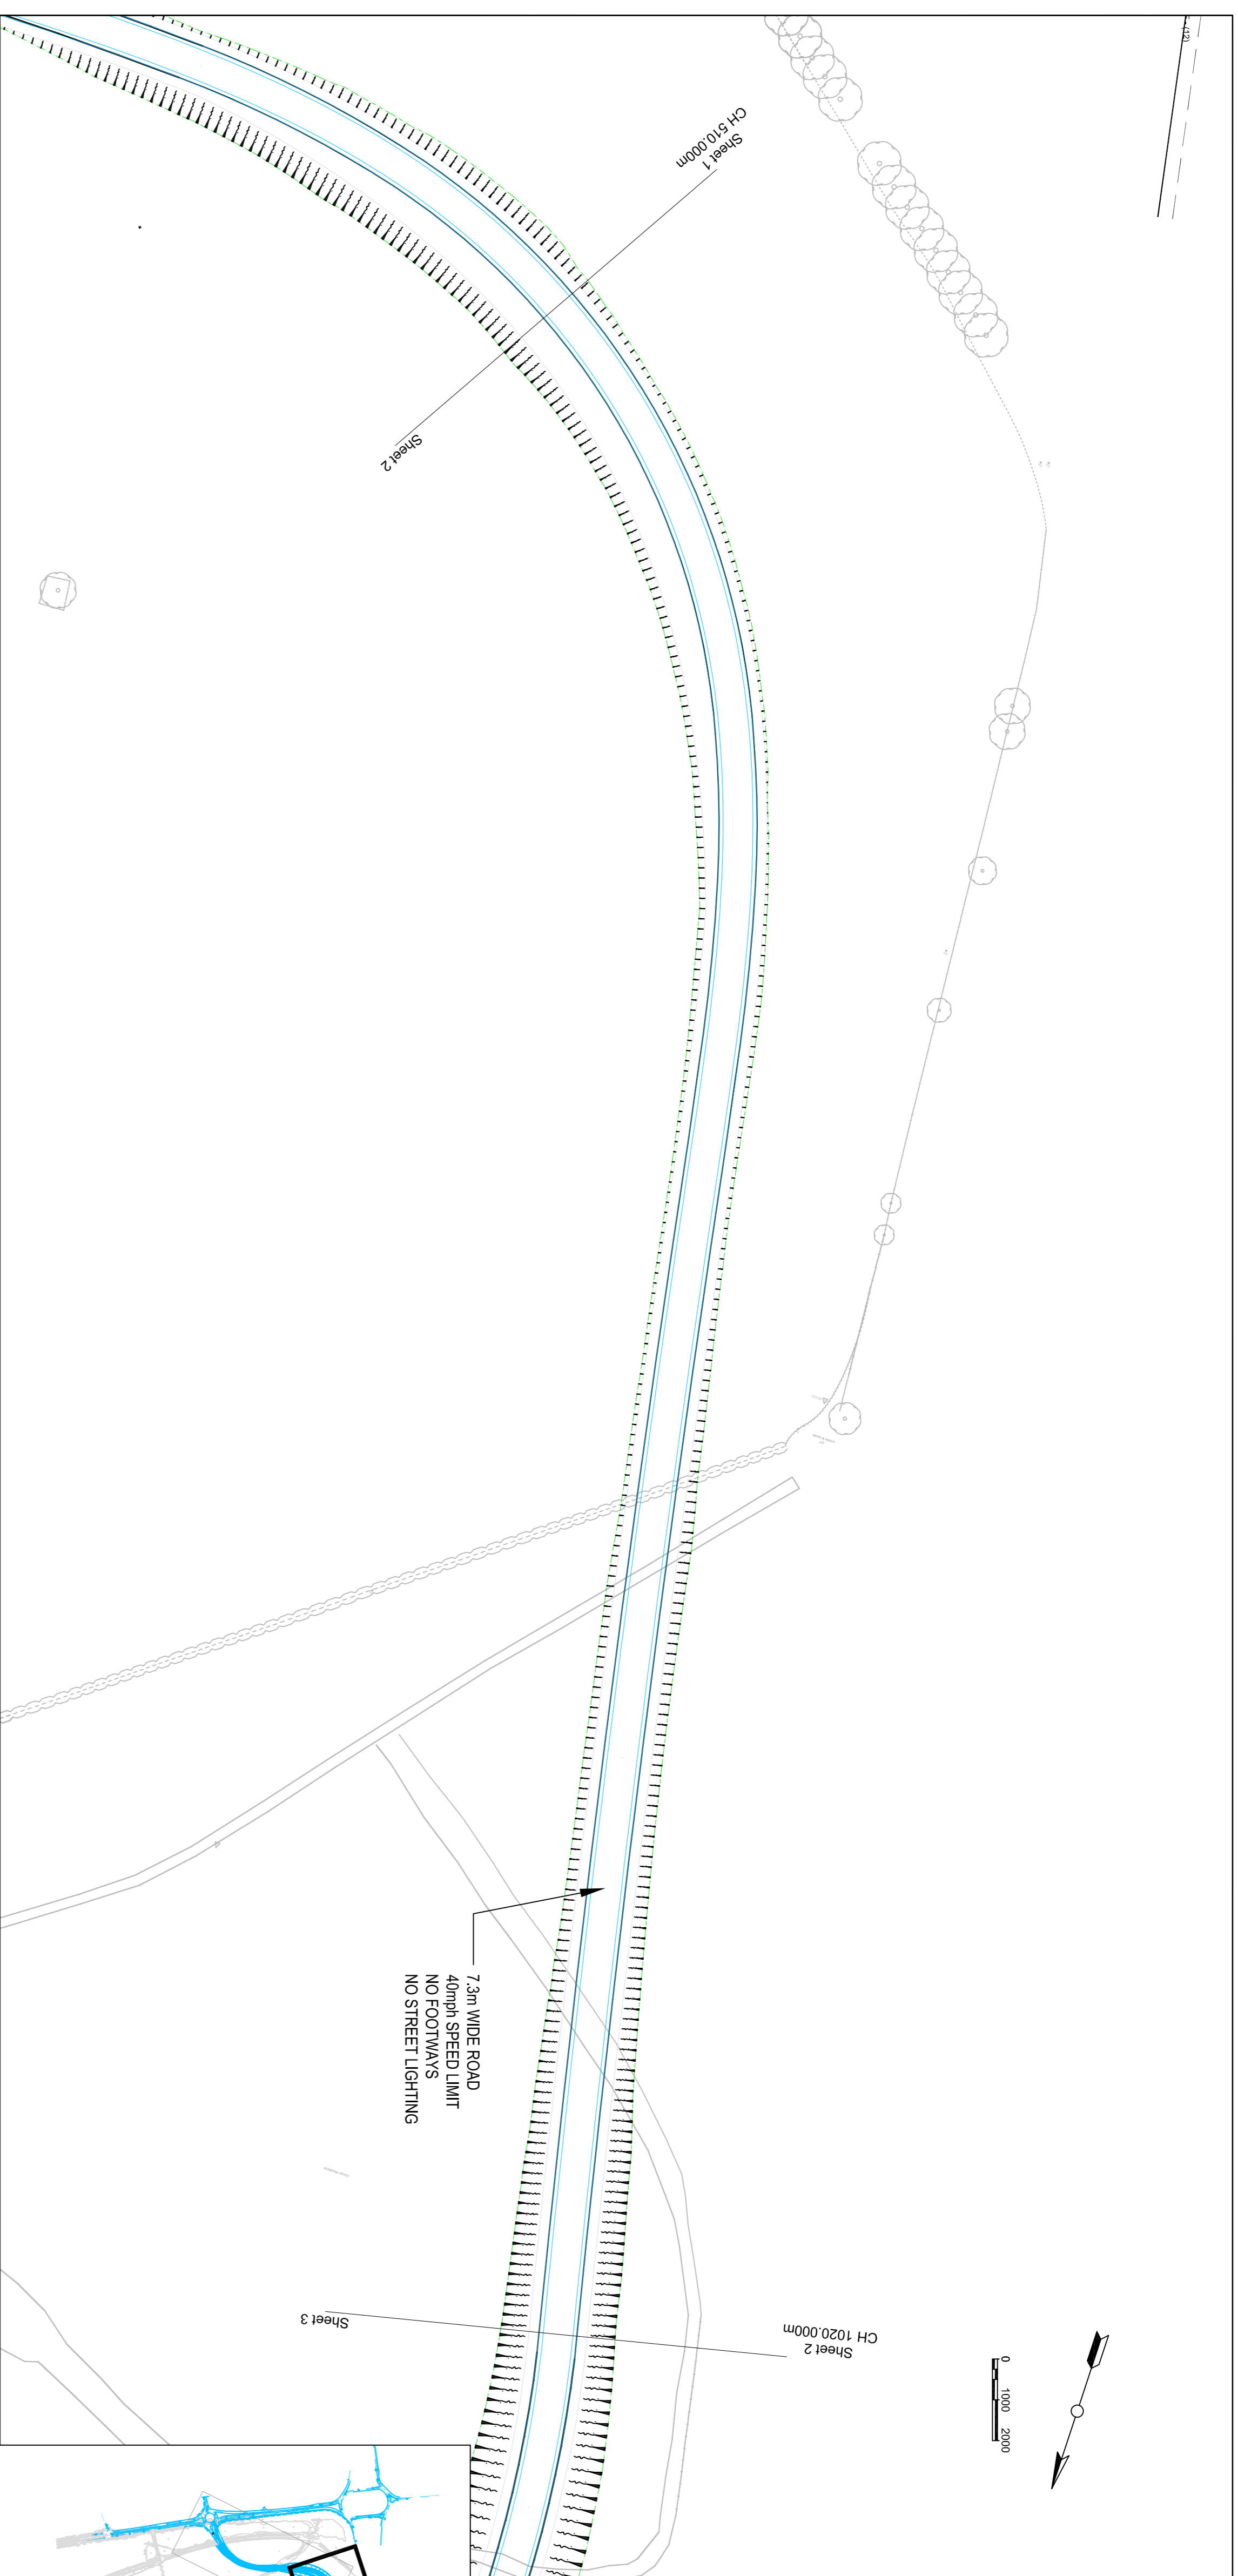 (12)
CH 510.000m
Sheet 1
Sheet 2
7.3m WIDE ROAD
40mph SPEED LIMIT
NO FOOTWAYS
NO STREET LIGHTING
Sheet 3
CH 1020.000m
Sheet 2
0 1000 2000